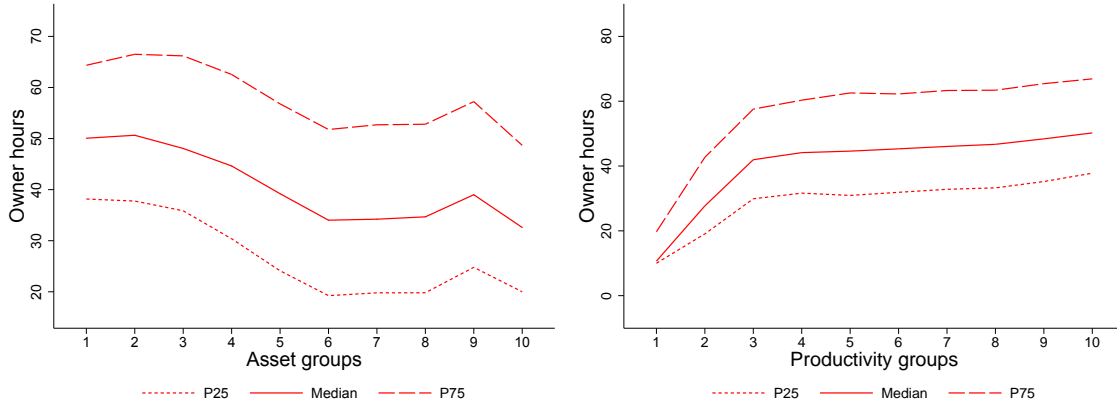 Owner hours
70
60
50
40
30
20
1 2 3 4 5 6 7 8 9 10
Asset groups
P25 Median P75
Owner hours
80
60
40
20
0
1 2 3 4 5 6 7 8 9 10
Productivity groups
P25 Median P75